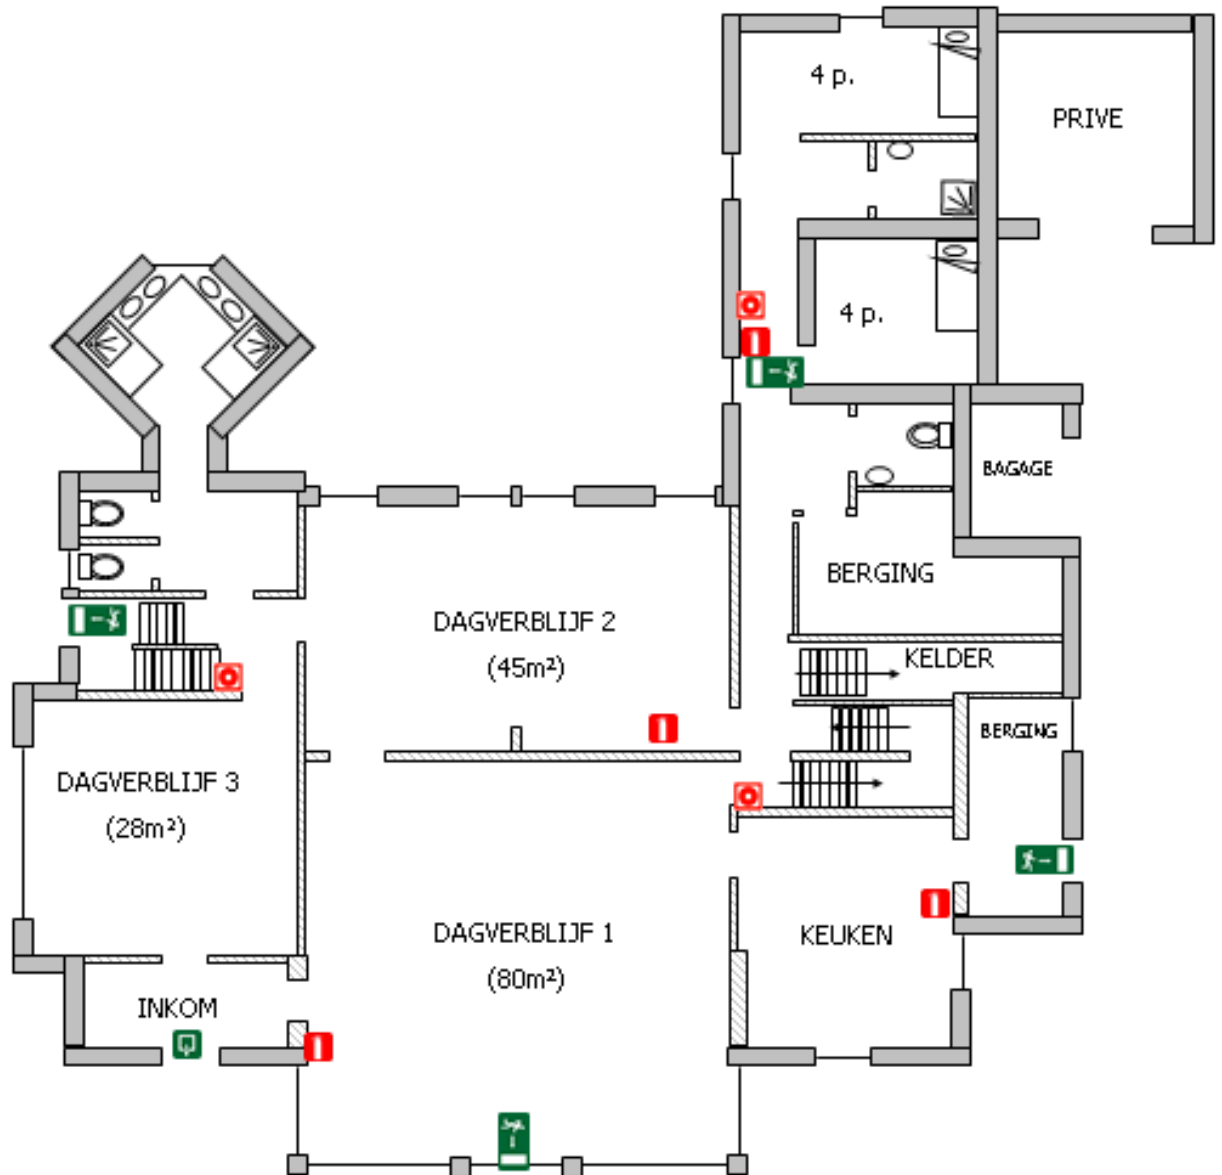 4 p.
PRIVE
4 p.
BAGAGE
BERGING
DAGVERBLIJF 2
(45m²)
KELDER
BERGING
DAGVERBLIJF 3
(28m²)
DAGVERBLIJF 1
(80m²)
KEUKEN
INKOM